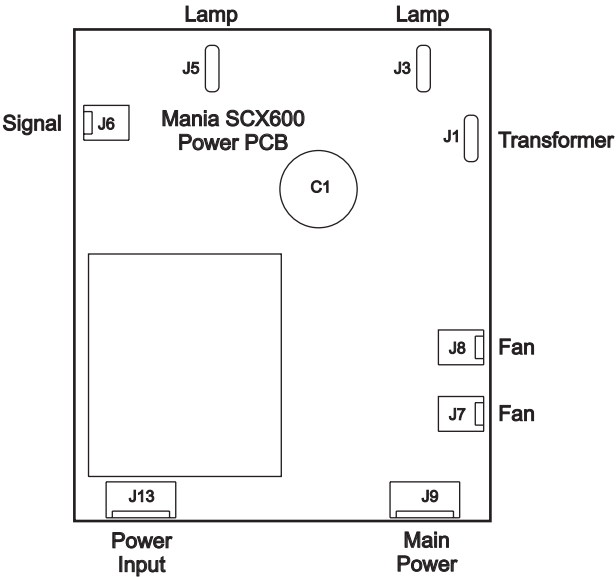 Lamp
Lamp
J5
J3
Signal
J6
Mania SCX600
Power PCB
J1
Transformer
C1
J8
Fan
J7
Fan
J13
J9
Power
Input
Main
Power